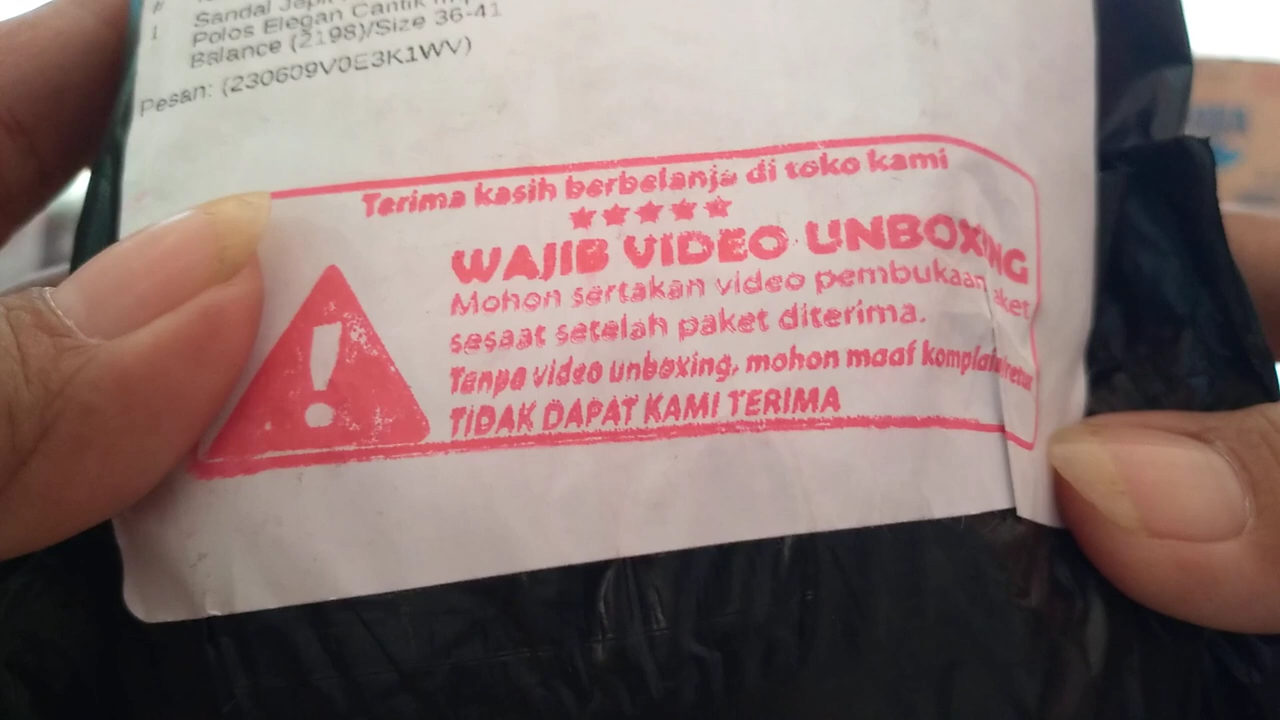 #
1 Sandal Jepit
Polos Elegan Cantik
Balance (2198)/Size 36-41
Pesan: (230609V0E3K1WV)
Terima kasih berbelanja di toko kami
WAJIB VIDEO UNBOXING
Mohon sertakan video pembukaan aket
sesaat setelah paket diterima.
Tanpa video unboxing, mohon maaf komplain retur
TIDAK DAPAT KAMI TERIMA